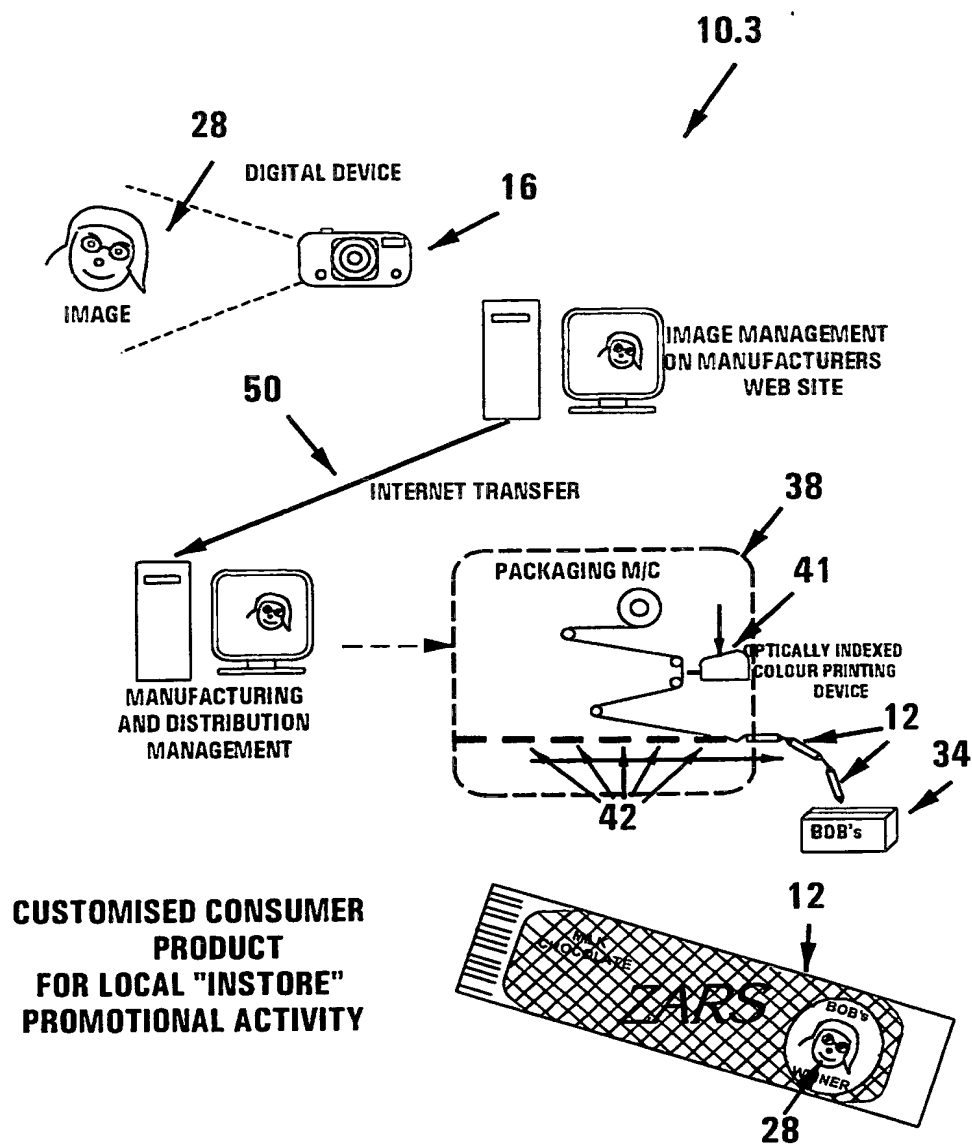 10.3
28
DIGITAL DEVICE
16
IMAGE
IMAGE MANAGEMENT
ON MANUFACTURERS
WEB SITE
50
INTERNET TRANSFER
38
PACKAGING M/C
41
OPTICALLY INDEXED
COLOUR PRINTING
DEVICE
MANUFACTURING
AND DISTRIBUTION
MANAGEMENT
12
34
42
BOB's
CUSTOMISED CONSUMER
PRODUCT
FOR LOCAL "INSTORE"
PROMOTIONAL ACTIVITY
12
MILK
CHOCOLATE
ZARS
BOB's
WINNER
28